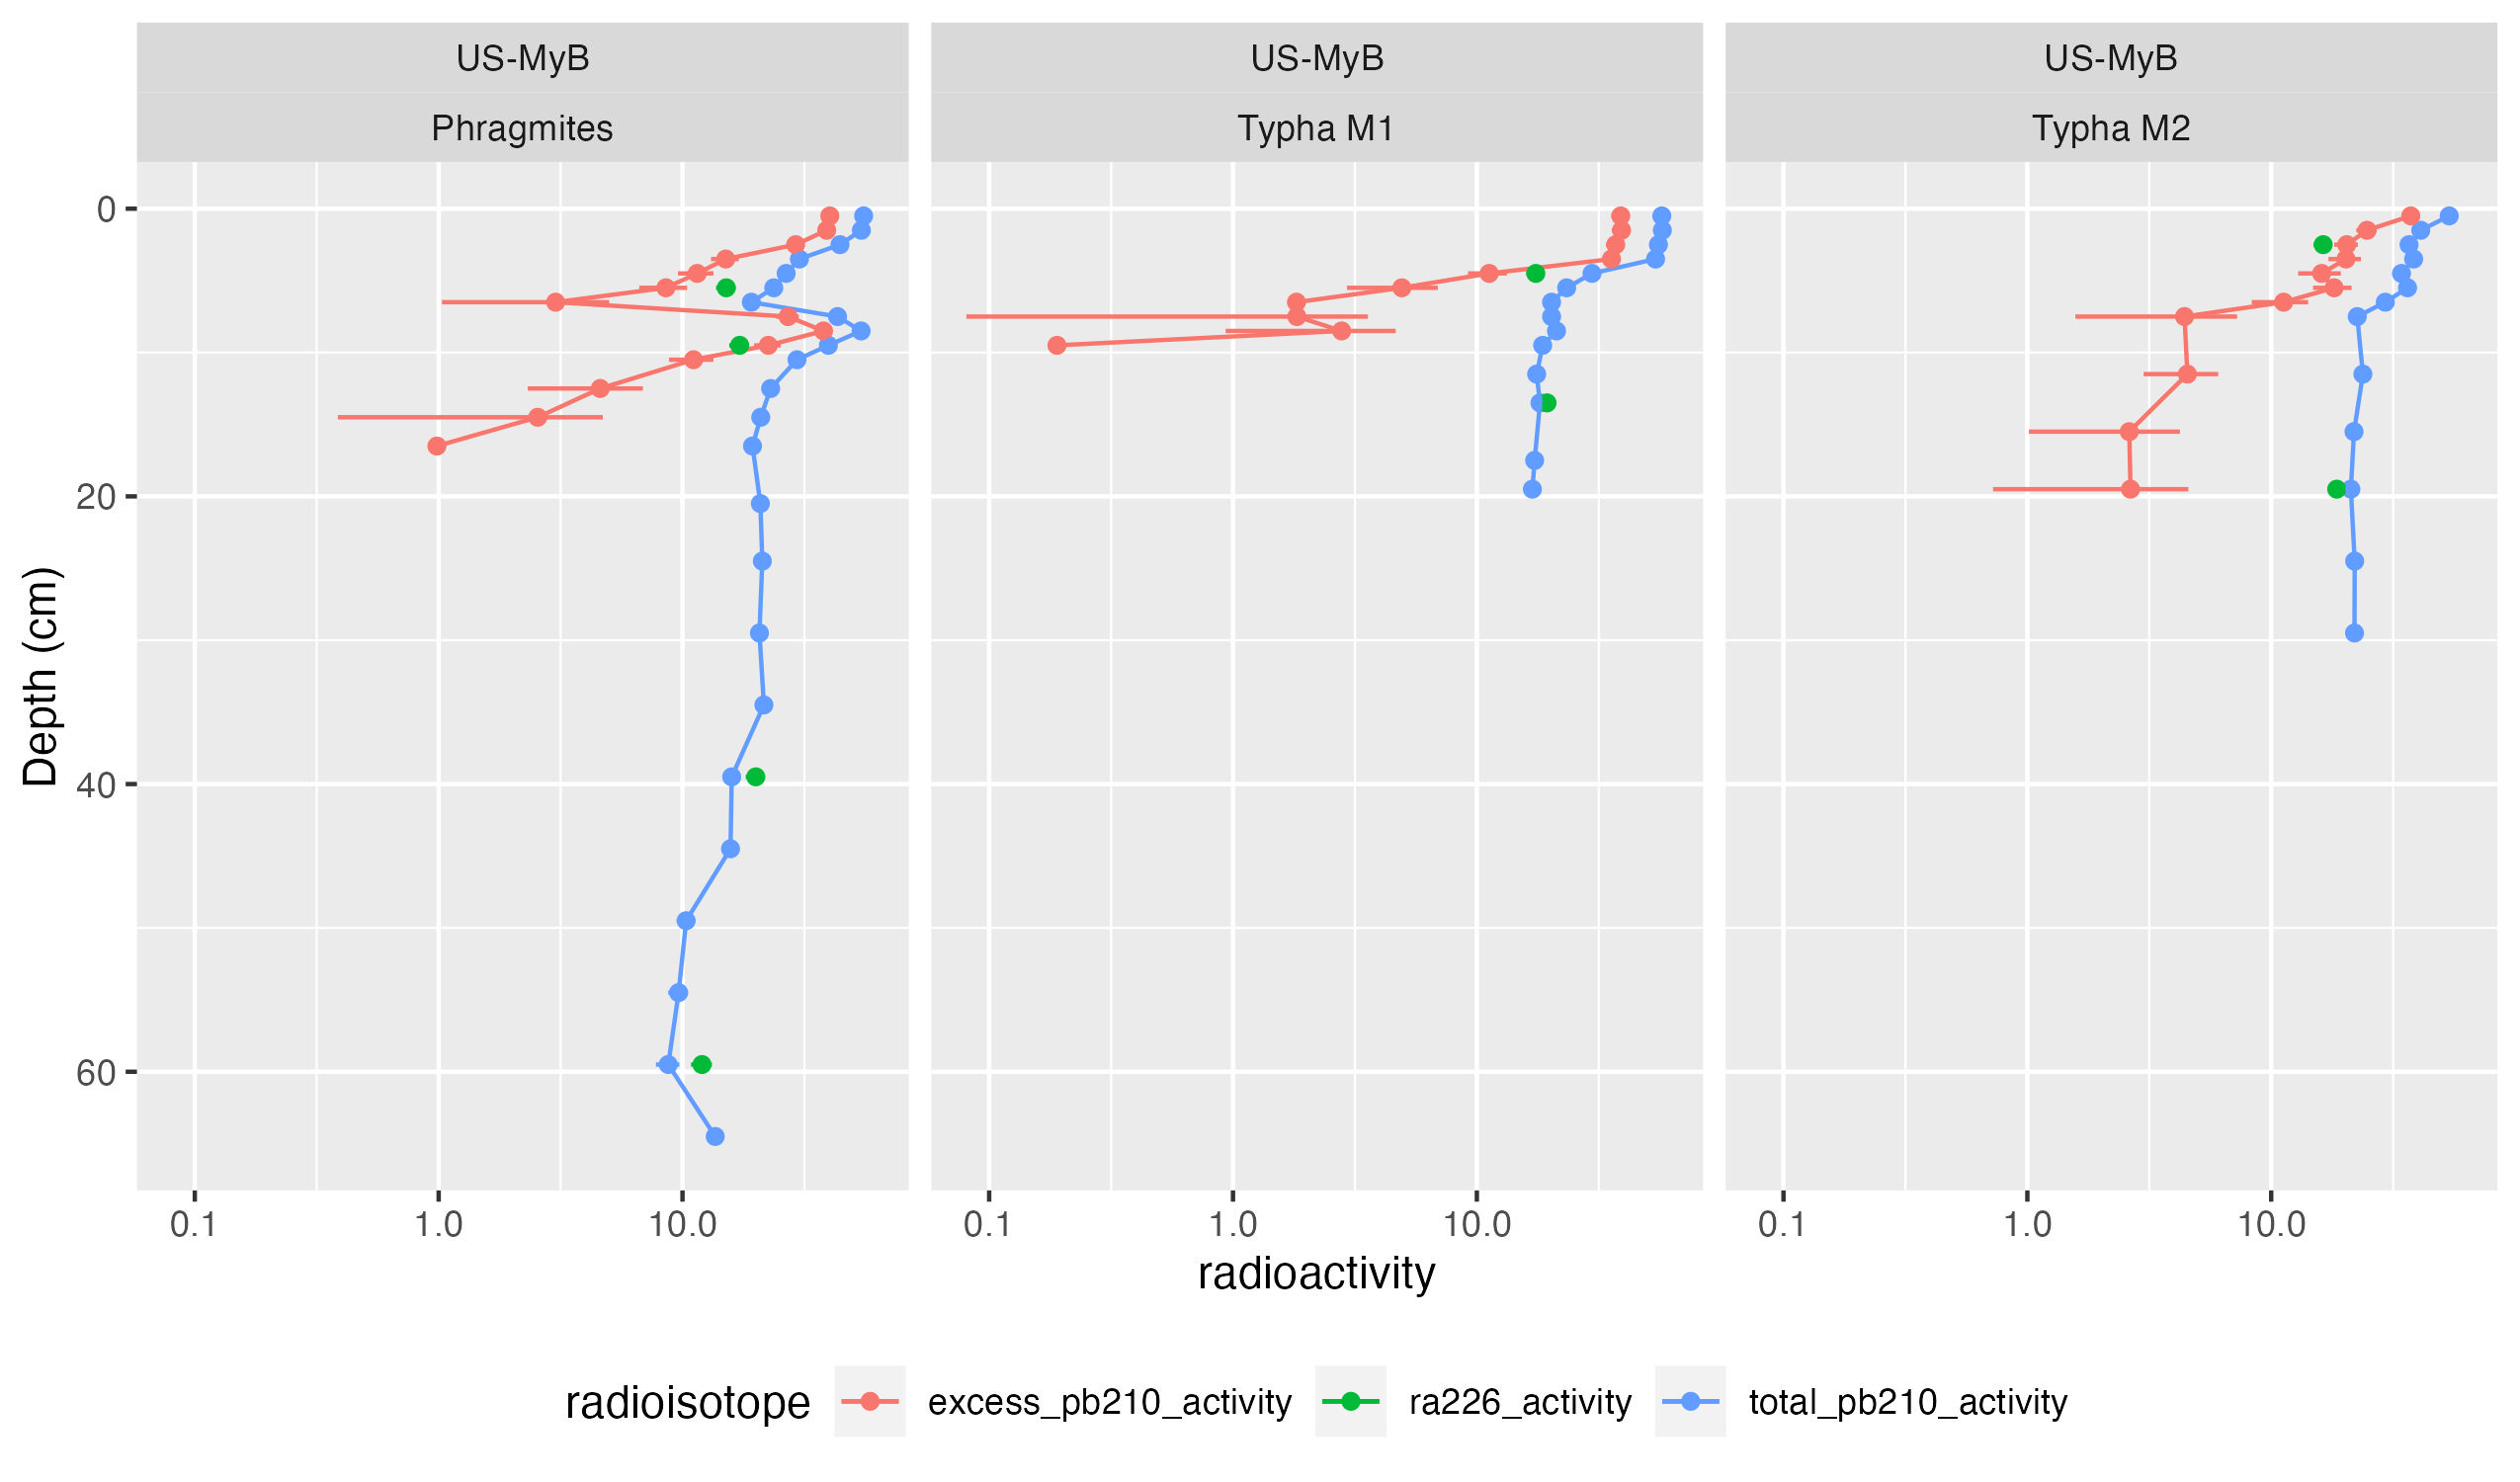 US-MyB US-MyB US-MyB
Phragmites Typha M1 Typha M2
0
20
40
60
Depth (cm)
0.1 1.0 10.0 0.1 1.0 10.0 0.1 1.0 10.0
radioactivity
radioisotope excess_pb210_activity ra226_activity total_pb210_activity